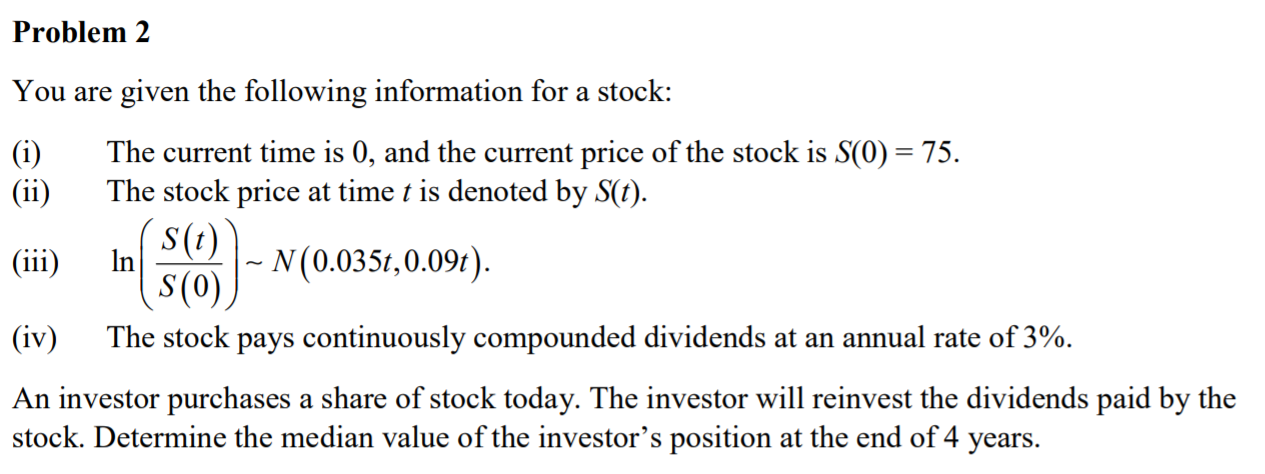 Problem 2
You are given the following information for a stock:
(i) The current time is 0, and the current price of the stock is S(0) = 75.
(ii) The stock price at time t is denoted by S(t).
(iii) ln(S(t)/S(0)) ~ N(0.035t,0.09t).
(iv) The stock pays continuously compounded dividends at an annual rate of 3%.
An investor purchases a share of stock today. The investor will reinvest the dividends paid by the
stock. Determine the median value of the investor’s position at the end of 4 years.